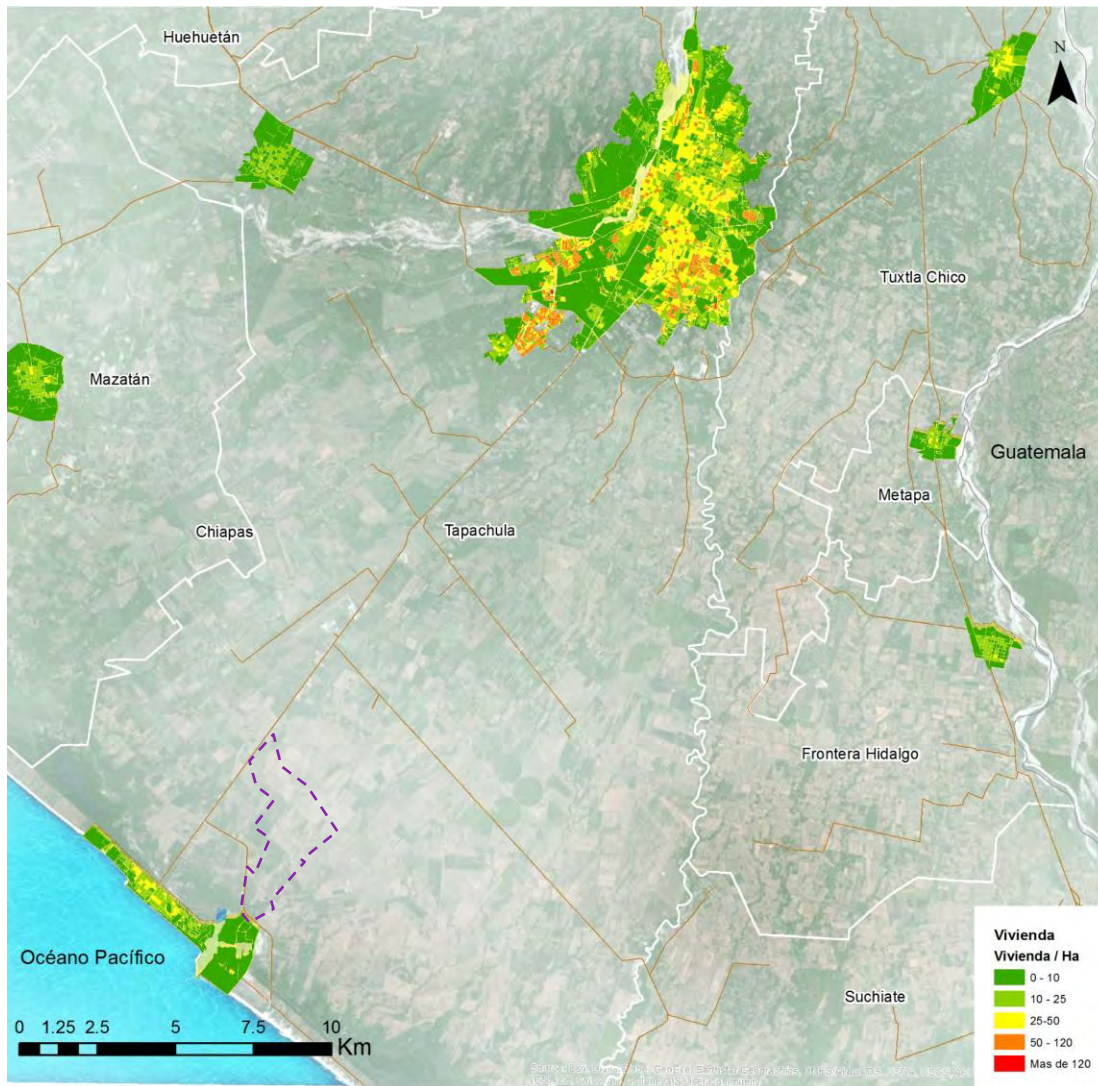 Huehuetán
N
Tuxtla Chico
Mazatán
Guatemala
Metapa
Chiapas
Tapachula
Frontera Hidalgo
Océano Pacífico
Suchiate
0 1.25 2.5 5 7.5 10
Km
Vivienda
Vivienda / Ha
0 - 10
10 - 25
25-50
50 - 120
Mas de 120